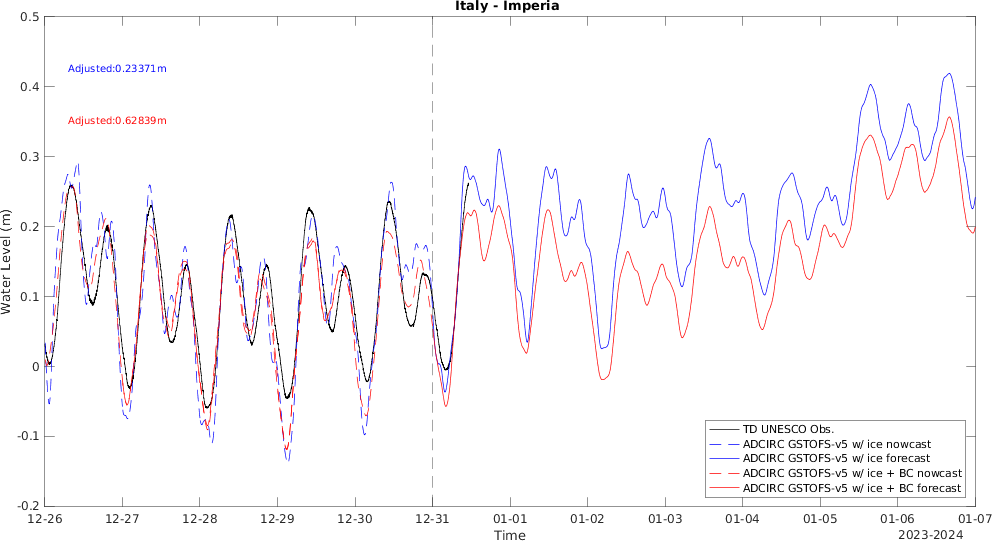 Italy - Imperia
Adjusted:0.23371m
Adjusted:0.62839m
Water Level (m)
0.5
0.4
0.3
0.2
0.1
0
-0.1
-0.2
TD UNESCO Obs.
ADCIRC GSTOFS-v5 w/ ice nowcast
ADCIRC GSTOFS-v5 w/ ice forecast
ADCIRC GSTOFS-v5 w/ ice + BC nowcast
ADCIRC GSTOFS-v5 w/ ice + BC forecast
12-26 12-27 12-28 12-29 12-30 12-31 01-01 01-02 01-03 01-04 01-05 01-06 01-07
Time
2023-2024